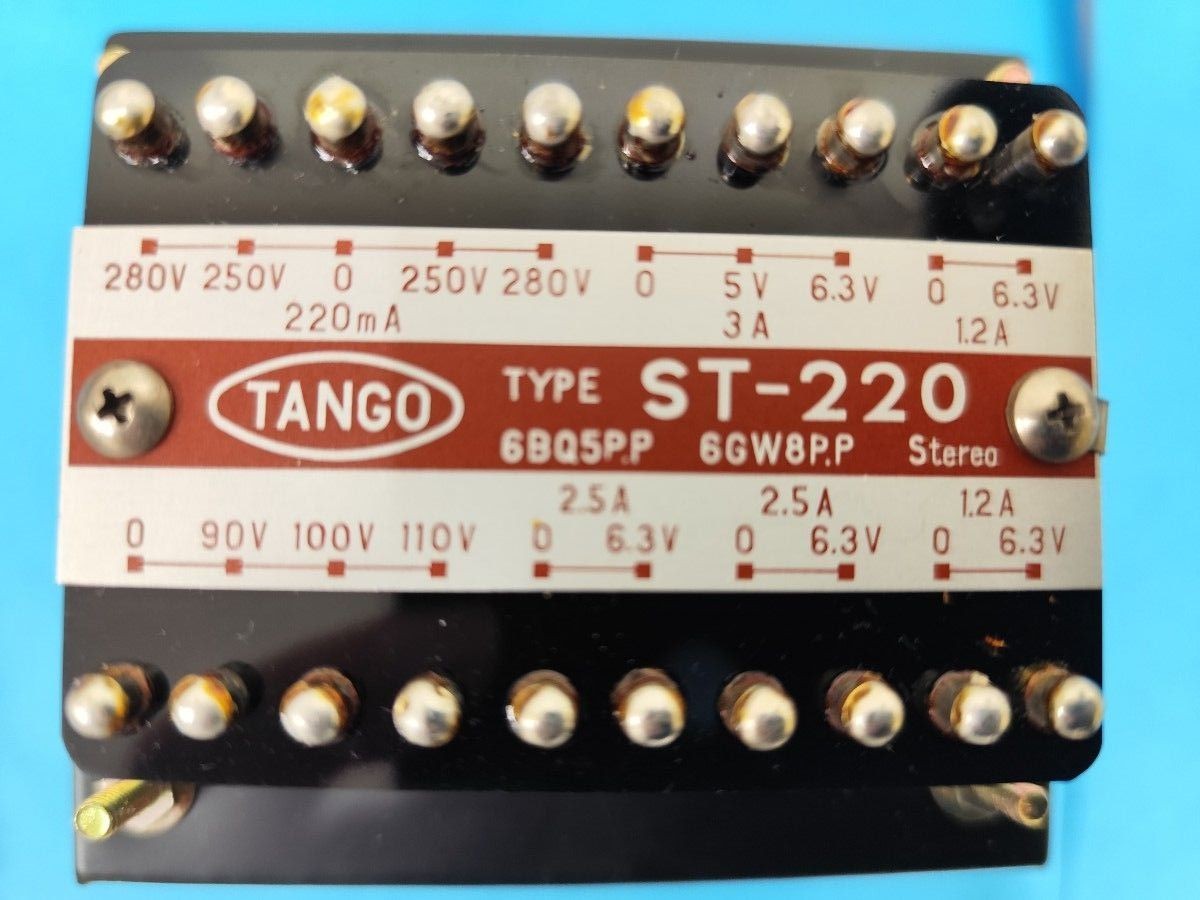 280V 250V 0 250V 280V 0 5V 6.3V 0 6.3V
220mA 3A 1.2A
TANGO TYPE ST-220
6BQ5P.P 6GW8P.P Stereo
2.5A 2.5A 1.2A
0 90V 100V 110V 0 6.3V 0 6.3V 0 6.3V